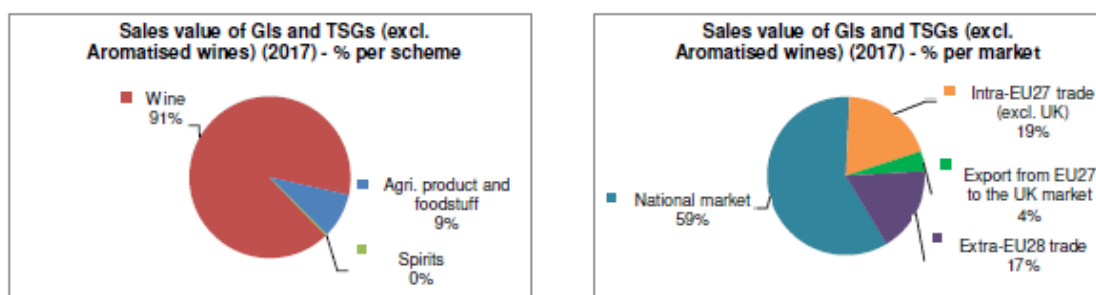 Sales value of GIs and TSGs (excl.
Aromatised wines) (2017) - % per scheme
Wine
91%
Agri. product and
foodstuff
9%
Spirits
0%
Sales value of GIs and TSGs (excl.
Aromatised wines) (2017) - % per market
Intra-EU27 trade
(excl. UK)
19%
Export from EU27
to the UK market
4%
National market
59%
Extra-EU28 trade
17%